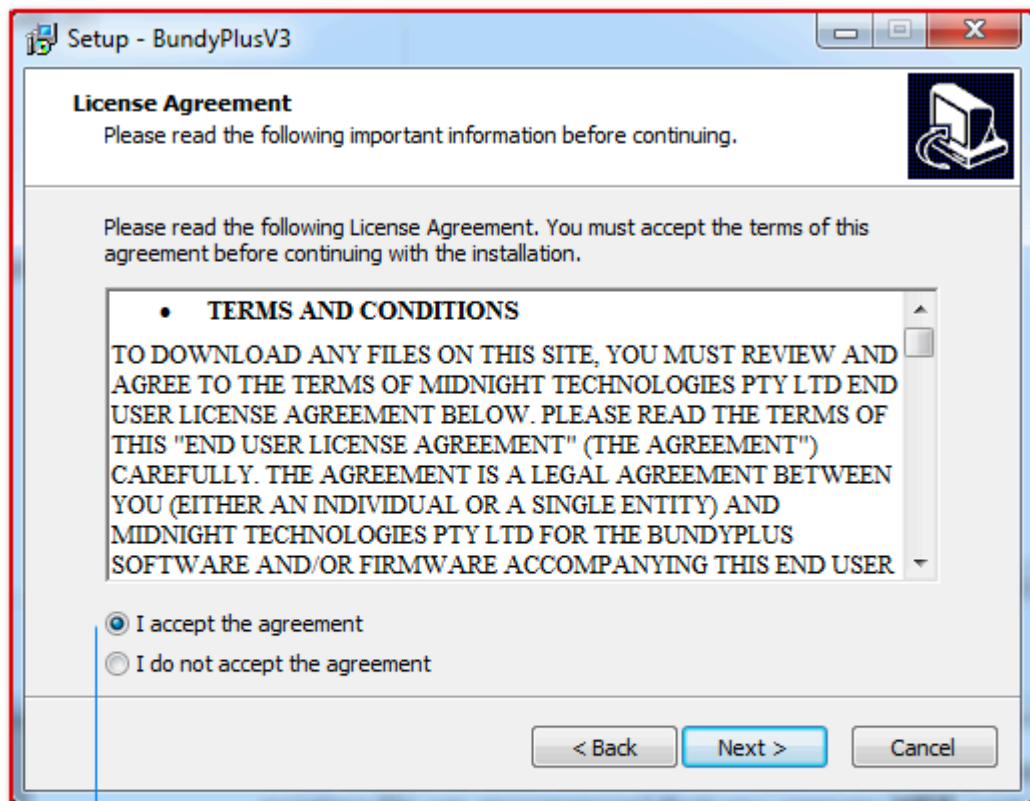 Setup - BundyPlusV3
License Agreement
Please read the following important information before continuing.
Please read the following License Agreement. You must accept the terms of this
agreement before continuing with the installation.
• TERMS AND CONDITIONS
TO DOWNLOAD ANY FILES ON THIS SITE, YOU MUST REVIEW AND
AGREE TO THE TERMS OF MIDNIGHT TECHNOLOGIES PTY LTD END
USER LICENSE AGREEMENT BELOW. PLEASE READ THE TERMS OF
THIS "END USER LICENSE AGREEMENT" (THE AGREEMENT")
CAREFULLY. THE AGREEMENT IS A LEGAL AGREEMENT BETWEEN
YOU (EITHER AN INDIVIDUAL OR A SINGLE ENTITY) AND
MIDNIGHT TECHNOLOGIES PTY LTD FOR THE BUNDYPLUS
SOFTWARE AND/OR FIRMWARE ACCOMPANYING THIS END USER
I accept the agreement
I do not accept the agreement
< Back Next > Cancel